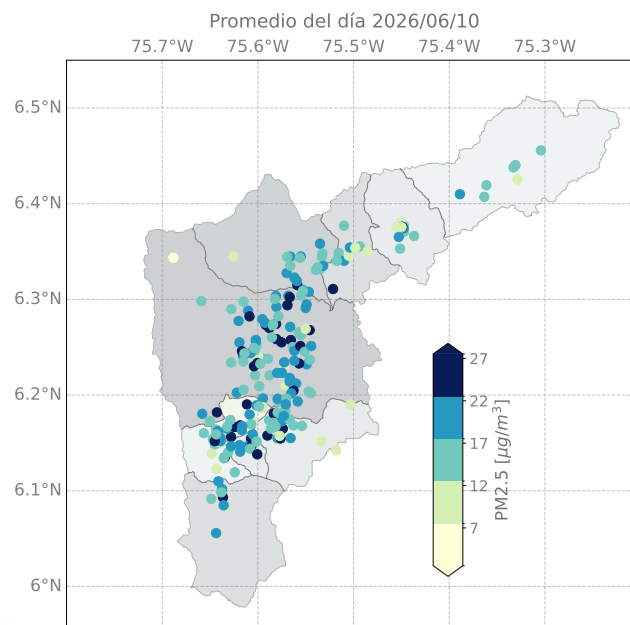 Promedio del día 2026/06/10
75.7°W 75.6°W 75.5°W 75.4°W 75.3°W
6.5°N
6.4°N
6.3°N
6.2°N
6.1°N
6°N
27
22
17
12
7
PM2.5 [μg/m³]